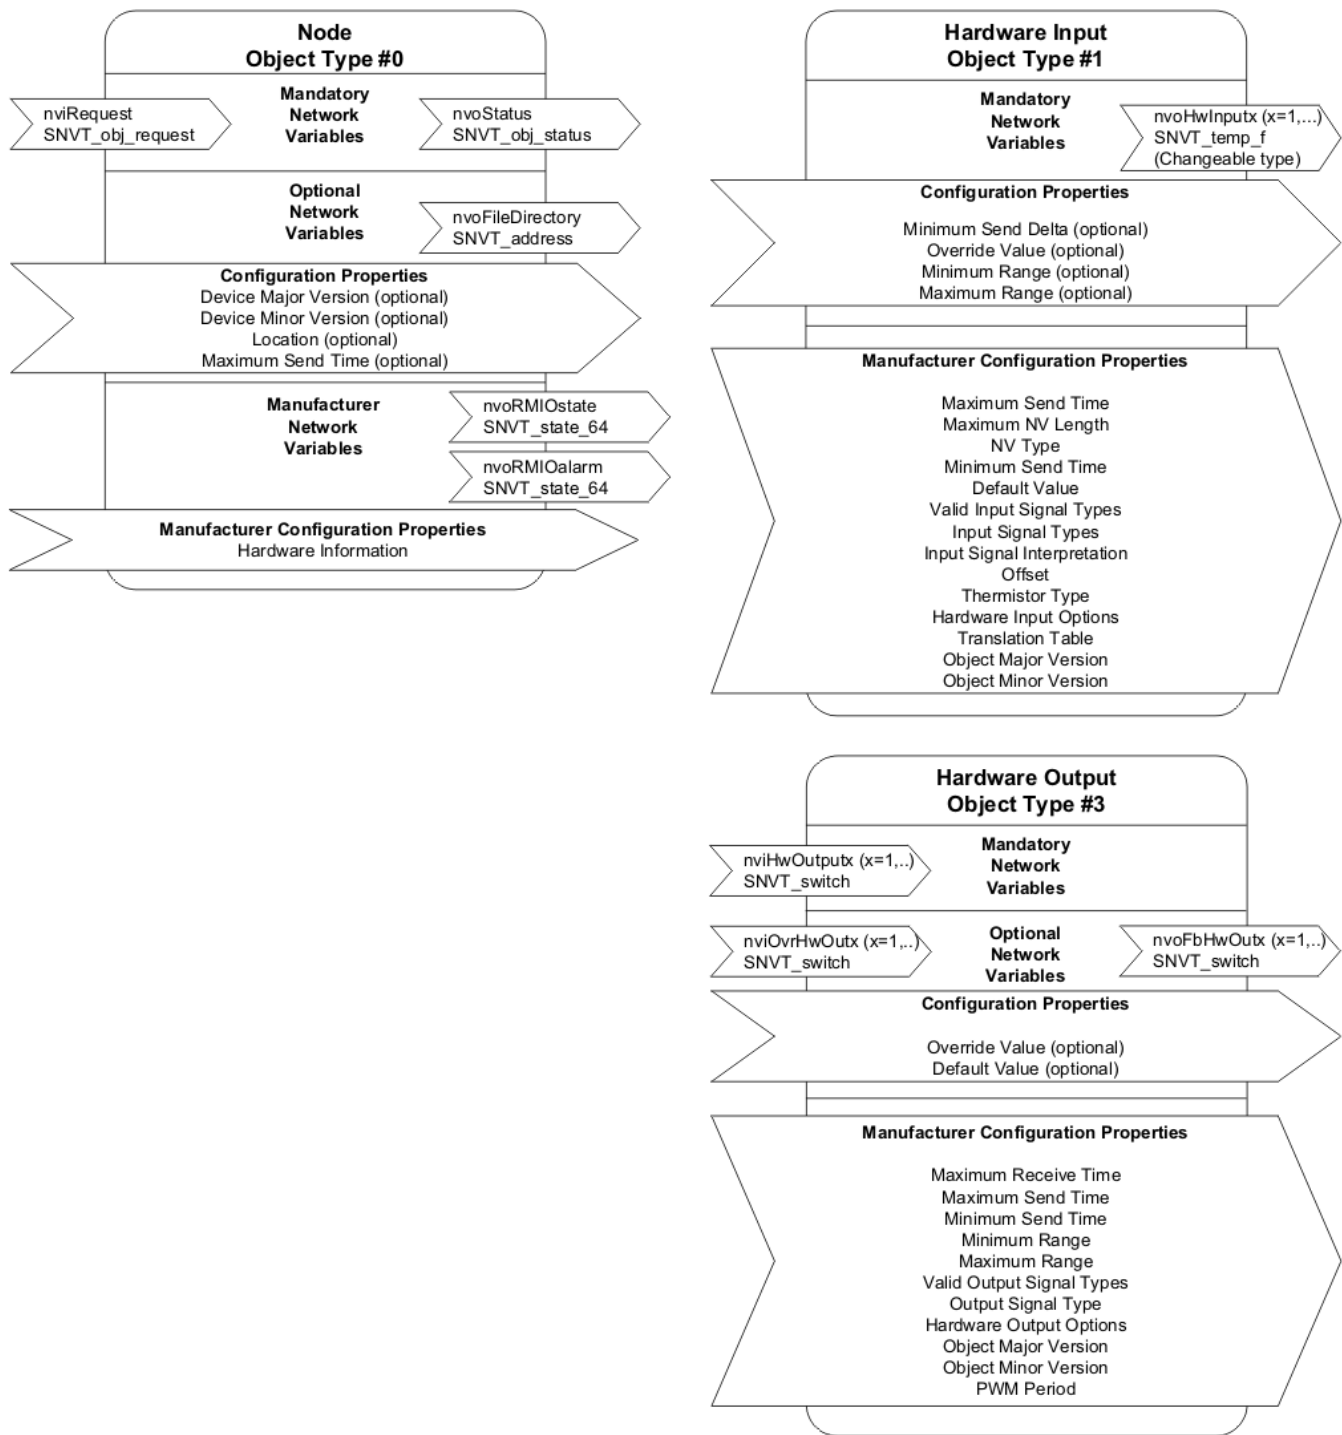 Node
Object Type #0
Mandatory
Network
Variables
nviRequest
SNVT_obj_request
nvoStatus
SNVT_obj_status
Optional
Network
Variables
nvoFileDirectory
SNVT_address
Configuration Properties
Device Major Version (optional)
Device Minor Version (optional)
Location (optional)
Maximum Send Time (optional)
Manufacturer
Network
Variables
nvoRMIOstate
SNVT_state_64
nvoRMIOalarm
SNVT_state_64
Manufacturer Configuration Properties
Hardware Information
Hardware Input
Object Type #1
Mandatory
Network
Variables
nvoHwInputx (x=1,...)
SNVT_temp_f
(Changeable type)
Configuration Properties
Minimum Send Delta (optional)
Override Value (optional)
Minimum Range (optional)
Maximum Range (optional)
Manufacturer Configuration Properties
Maximum Send Time
Maximum NV Length
NV Type
Minimum Send Time
Default Value
Valid Input Signal Types
Input Signal Types
Input Signal Interpretation
Offset
Thermistor Type
Hardware Input Options
Translation Table
Object Major Version
Object Minor Version
Hardware Output
Object Type #3
Mandatory
Network
Variables
nviHwOutputx (x=1,..)
SNVT_switch
Optional
Network
Variables
nviOvrHwOutx (x=1,..)
SNVT_switch
nvoFbHwOutx (x=1,..)
SNVT_switch
Configuration Properties
Override Value (optional)
Default Value (optional)
Manufacturer Configuration Properties
Maximum Receive Time
Maximum Send Time
Minimum Send Time
Minimum Range
Maximum Range
Valid Output Signal Types
Output Signal Type
Hardware Output Options
Object Major Version
Object Minor Version
PWM Period